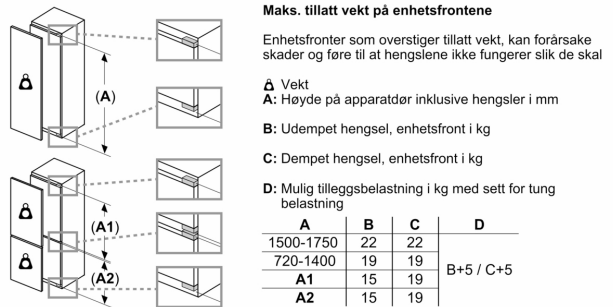 Maks. tillatt vekt på enhetsfrontene
Enhetsfronter som overstiger tillatt vekt, kan forårsake
skader og føre til at hengslene ikke fungerer slik de skal
Vekt
A: Høyde på apparatdør inklusive hengsler i mm
B: Udempet hengsel, enhetsfront i kg
C: Dempet hengsel, enhetsfront i kg
D: Mulig tilleggsbelastning i kg med sett for tung
belastning
A B C D
1500-1750 22 22
720-1400 19 19
A1 15 19
A2 15 19
B+5 / C+5
(A)
(A1)
(A2)